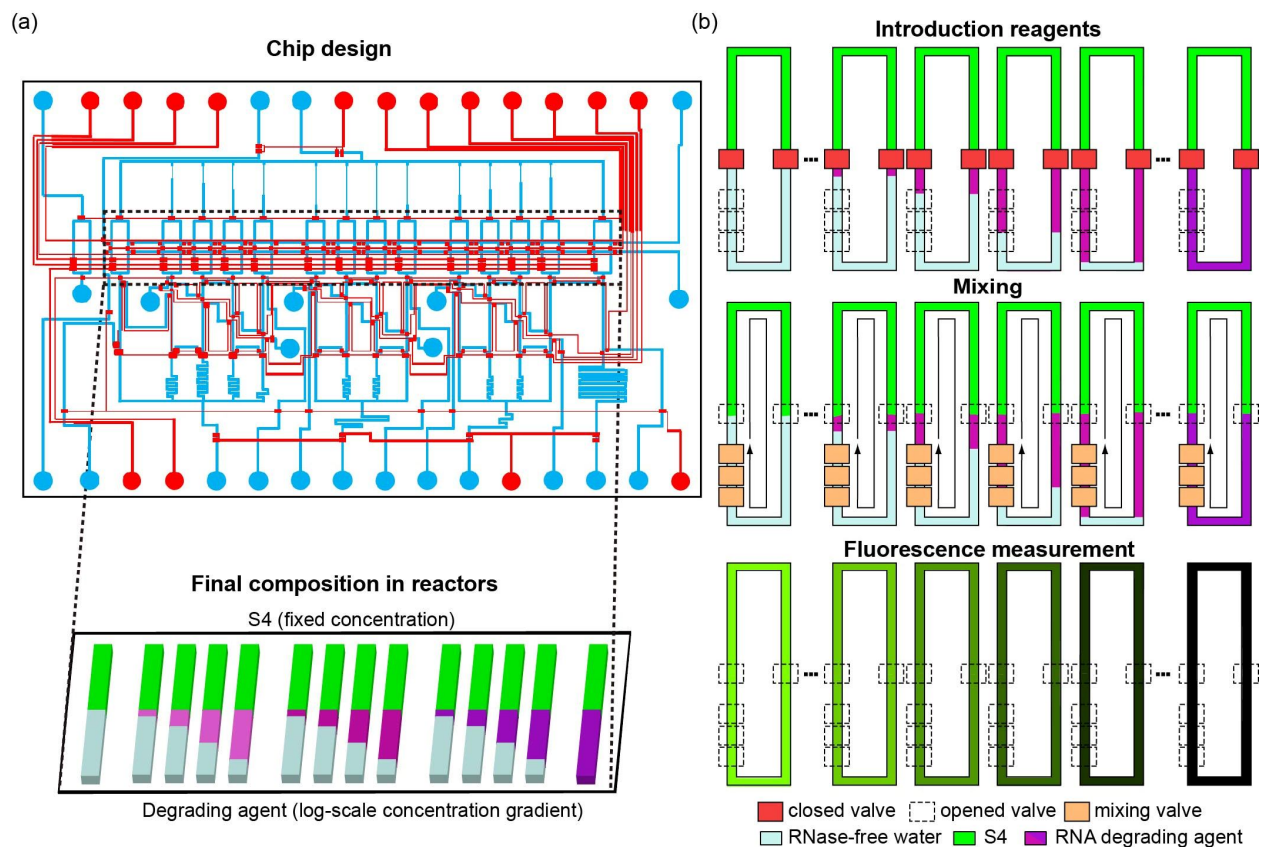 (a)
Chip design
Final composition in reactors
S4 (fixed concentration)
Degrading agent (log-scale concentration gradient)
(b)
Introduction reagents
Mixing
Fluorescence measurement
closed valve
opened valve
mixing valve
RNase-free water
S4
RNA degrading agent